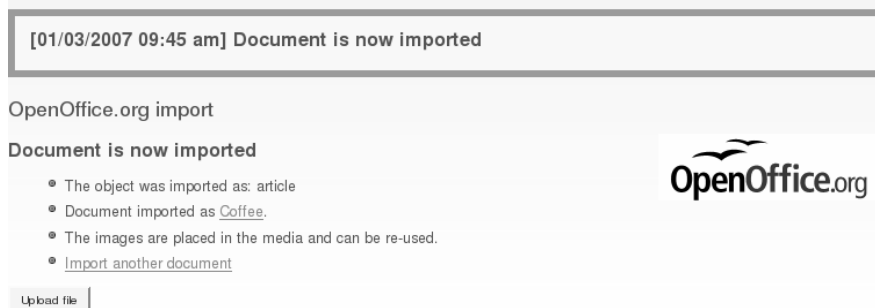 [01/03/2007 09:45 am] Document is now imported
OpenOffice.org import
Document is now imported
OpenOffice.org
The object was imported as: article
Document imported as Coffee.
The images are placed in the media and can be re-used.
Import another document
Upload file